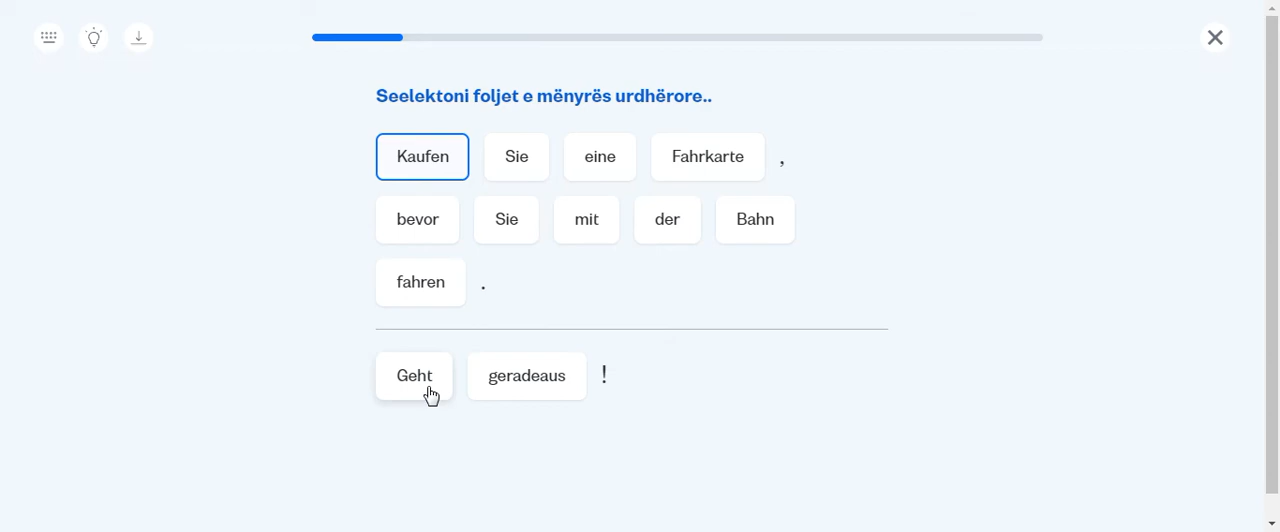 Seelektoni foljet e mënyrës urdhërore..
Kaufen Sie eine Fahrkarte ,
bevor Sie mit der Bahn
fahren .
Geht geradeaus !